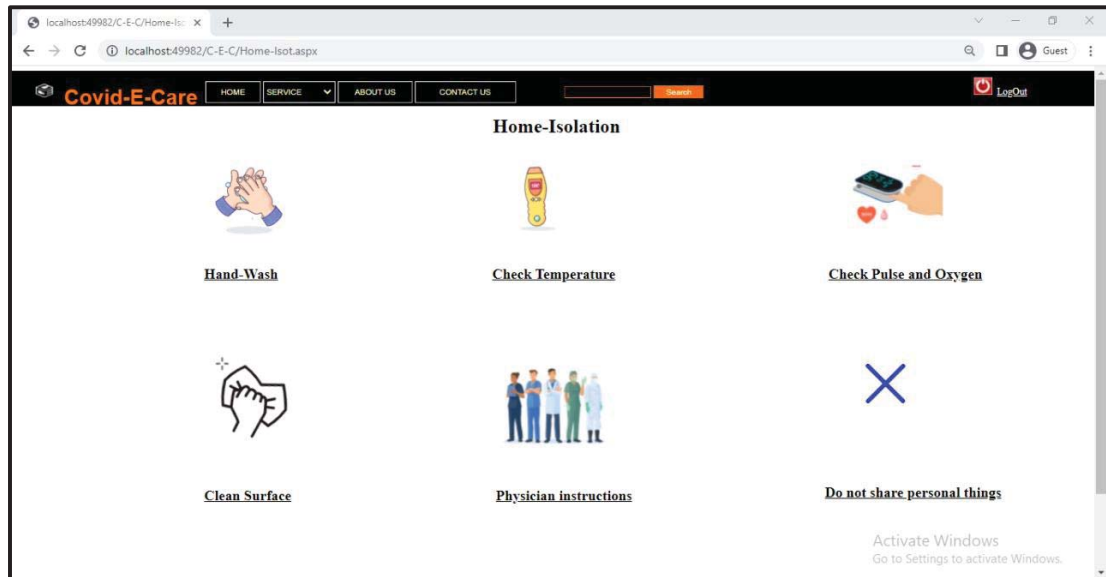 localhost:49982/C-E-C/Home-Iso
localhost:49982/C-E-C/Home-Isot.aspx
Guest
Covid-E-Care HOME SERVICE ABOUT US CONTACT US Search LogOut
Home-Isolation
Hand-Wash Check Temperature Check Pulse and Oxygen
Clean Surface Physician instructions Do not share personal things
Activate Windows
Go to Settings to activate Windows.